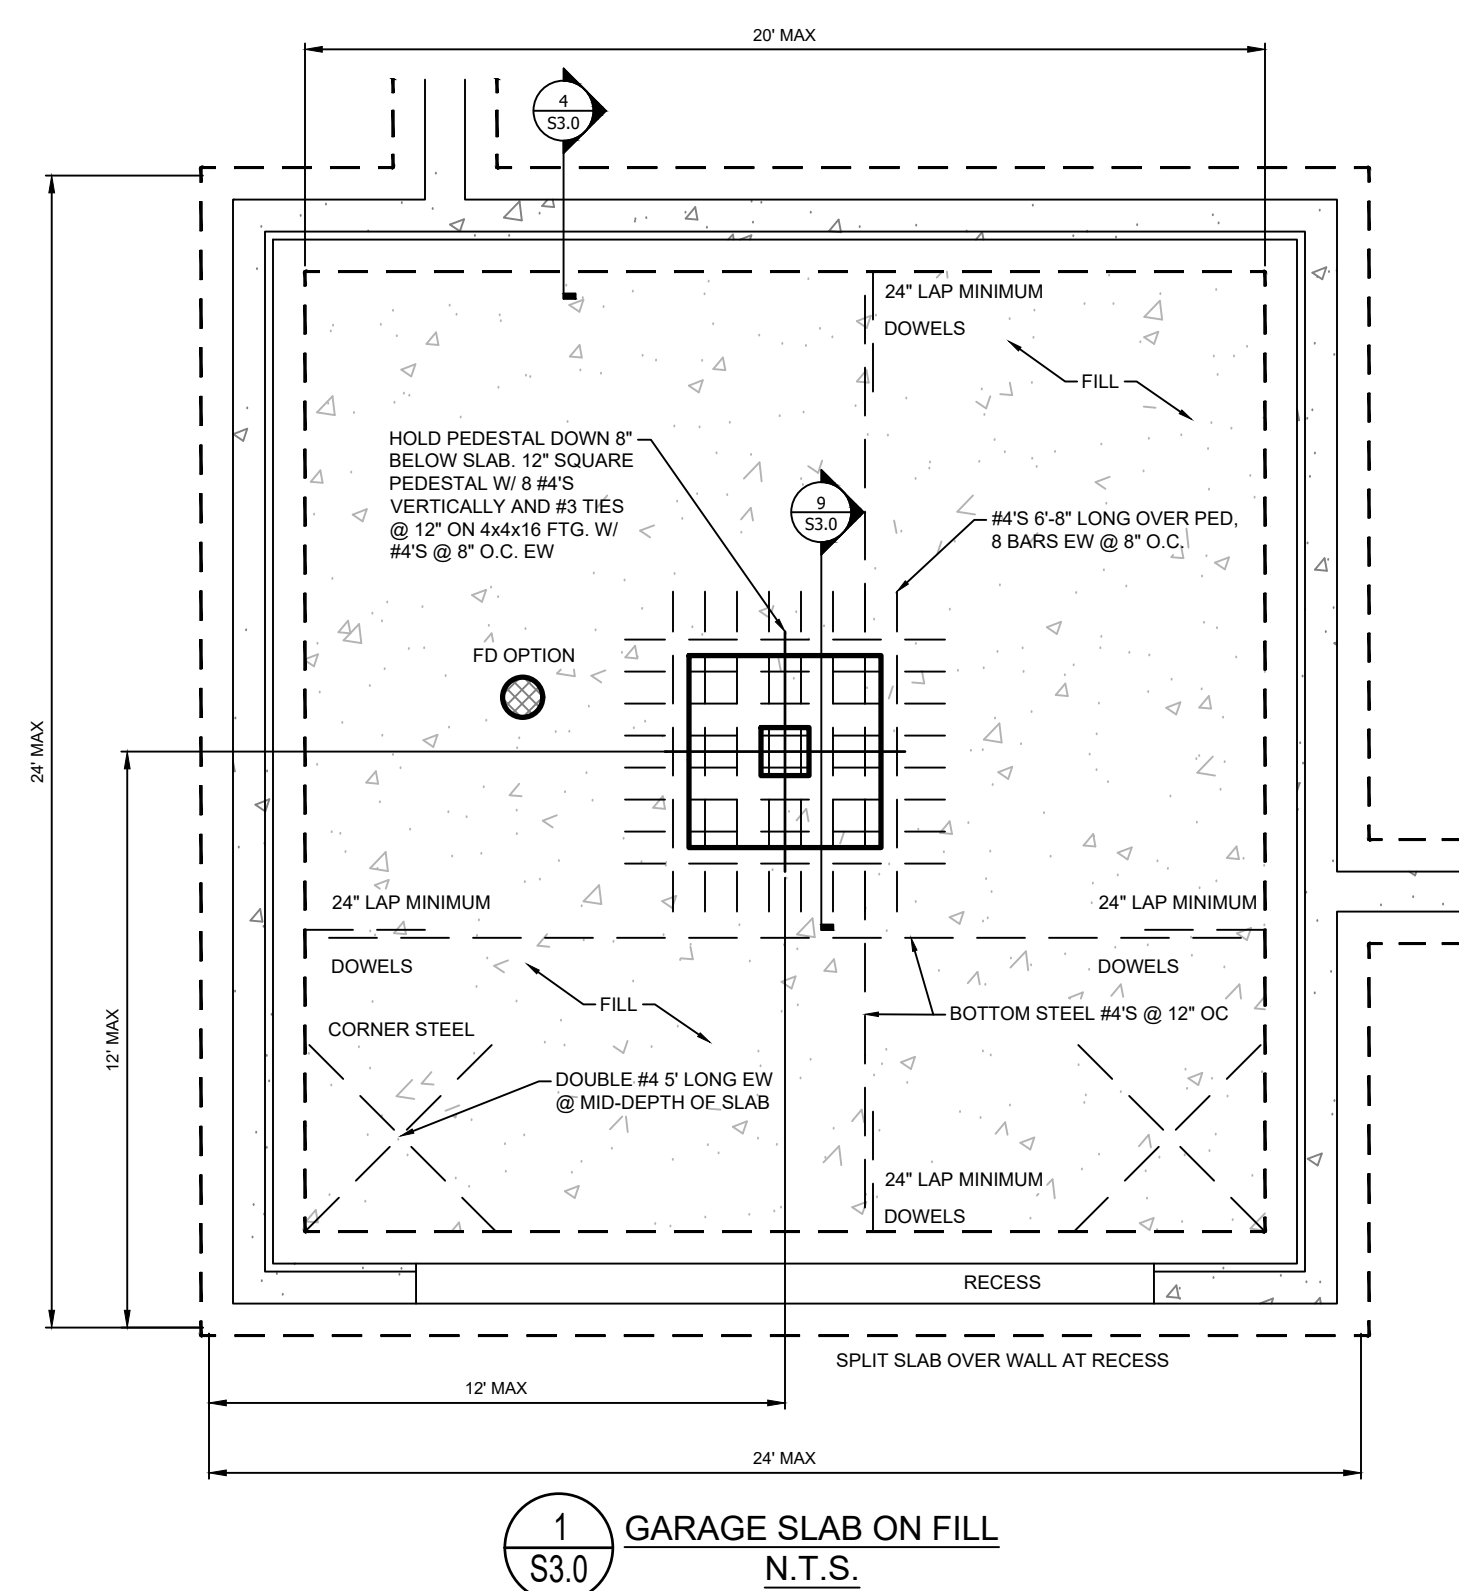 20' MAX
4
S3.0
24" LAP MINIMUM
DOWELS
FILL
HOLD PEDESTAL DOWN 8"
BELOW SLAB. 12" SQUARE
PEDESTAL W/ 8 #4'S
VERTICALLY AND #3 TIES
@ 12" ON 4x4x16 FTG. W/
#4'S @ 8" O.C. EW
9
S3.0
#4'S 6'-8" LONG OVER PED,
8 BARS EW @ 8" O.C.
FD OPTION
24' MAX
24" LAP MINIMUM
24" LAP MINIMUM
DOWELS
DOWELS
FILL
BOTTOM STEEL #4'S @ 12" OC
CORNER STEEL
12' MAX
DOUBLE #4 5' LONG EW
@ MID-DEPTH OF SLAB
24" LAP MINIMUM
DOWELS
RECESS
SPLIT SLAB OVER WALL AT RECESS
12' MAX
24' MAX
1
S3.0
GARAGE SLAB ON FILL
N.T.S.